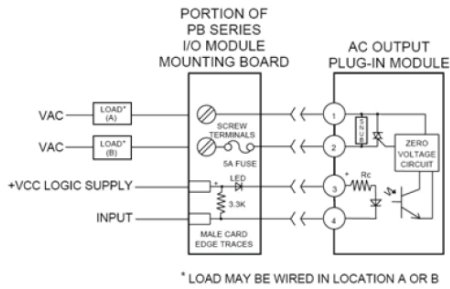 PORTION OF
PB SERIES
I/O MODULE
MOUNTING BOARD
AC OUTPUT
PLUG-IN MODULE
VAC
LOAD*
(A)
SCREW
TERMINALS
1
VAC
LOAD*
(B)
5A FUSE
2
SNUB
ZERO
VOLTAGE
CIRCUIT
+VCC LOGIC SUPPLY
+
LED
3
+
Rc
3.3K
INPUT
4
MALE CARD
EDGE TRACES
* LOAD MAY BE WIRED IN LOCATION A OR B